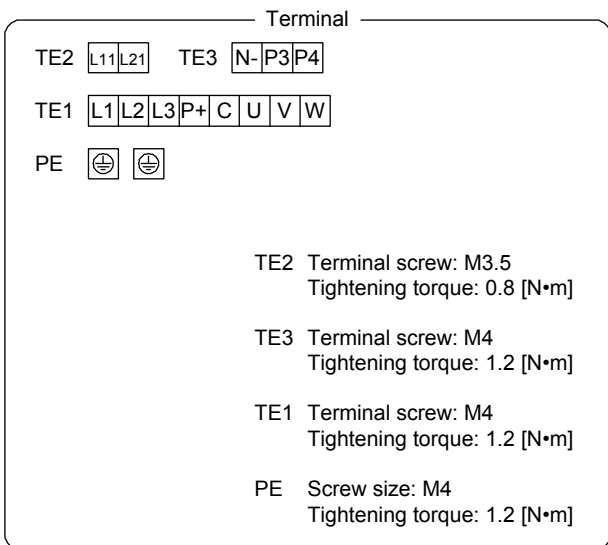 Terminal
TE2 L11 L21 TE3 N- P3 P4
TE1 L1 L2 L3 P+ C U V W
PE
TE2 Terminal screw: M3.5
Tightening torque: 0.8 [N•m]
TE3 Terminal screw: M4
Tightening torque: 1.2 [N•m]
TE1 Terminal screw: M4
Tightening torque: 1.2 [N•m]
PE Screw size: M4
Tightening torque: 1.2 [N•m]